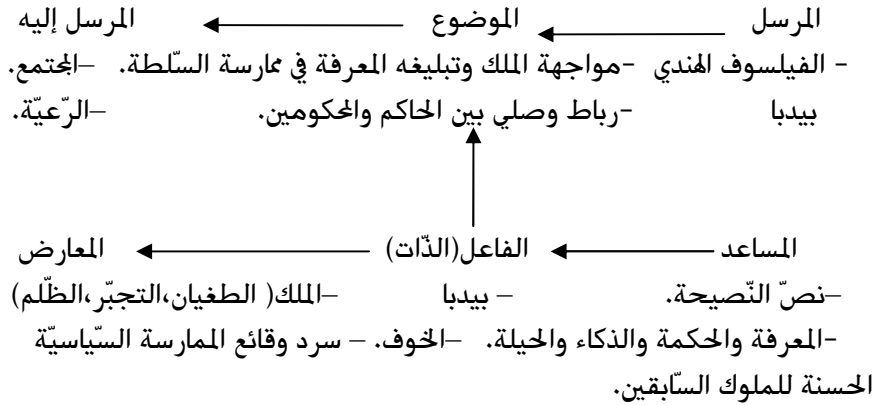 المرسل الموضوع المرسل إليه
- الفيلسوف الهندي -مواجهة الملك وتبليغه المعرفة في ممارسة السّلطة. –المجتمع.
بيدبا -رباط وصلي بين الحاكم والمحكومين. –الرّعيّة.
المساعد الفاعل(الذّات) المعارض
–نصّ النّصيحة. – بيدبا –الملك( الطغيان،التجبّر،الظّلم)
-المعرفة والحكمة والذكاء والحيلة. –الخوف. – سرد وقائع الممارسة السّياسيّة
الحسنة للملوك السّابقين.